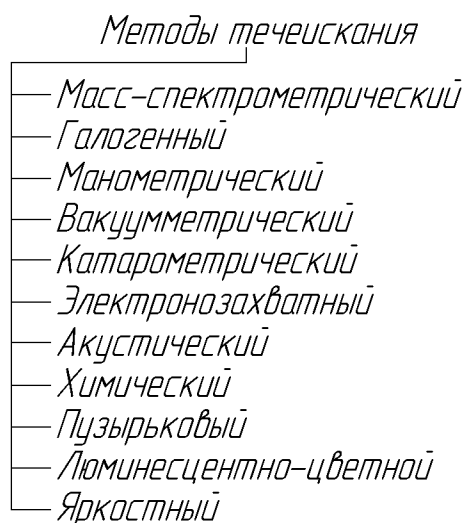 Методы течеискания
Масс-спектрометрический
Галогенный
Манометрический
Вакуумметрический
Катарометрический
Электронозахватный
Акустический
Химический
Пузырьковый
Люминесцентно-цветной
Яркостный